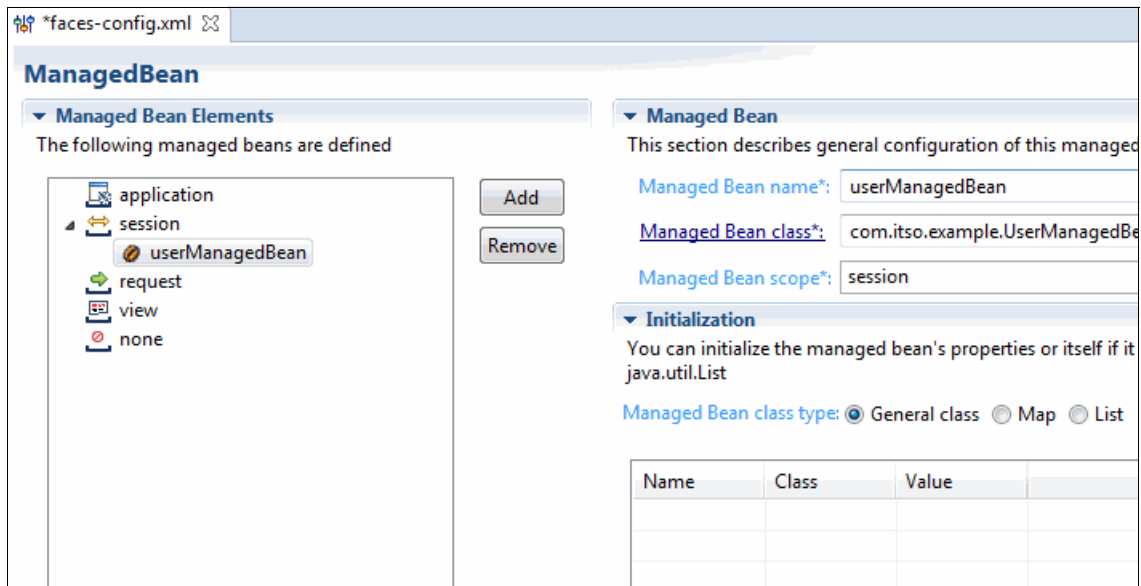 *faces-config.xml
ManagedBean
Managed Bean Elements
The following managed beans are defined
application
session
userManagedBean
request
view
none
Add
Remove
Managed Bean
This section describes general configuration of this managed
Managed Bean name*: userManagedBean
Managed Bean class*: com.itso.example.UserManagedBe
Managed Bean scope*: session
Initialization
You can initialize the managed bean's properties or itself if it
java.util.List
Managed Bean class type: General class Map List
Name Class Value